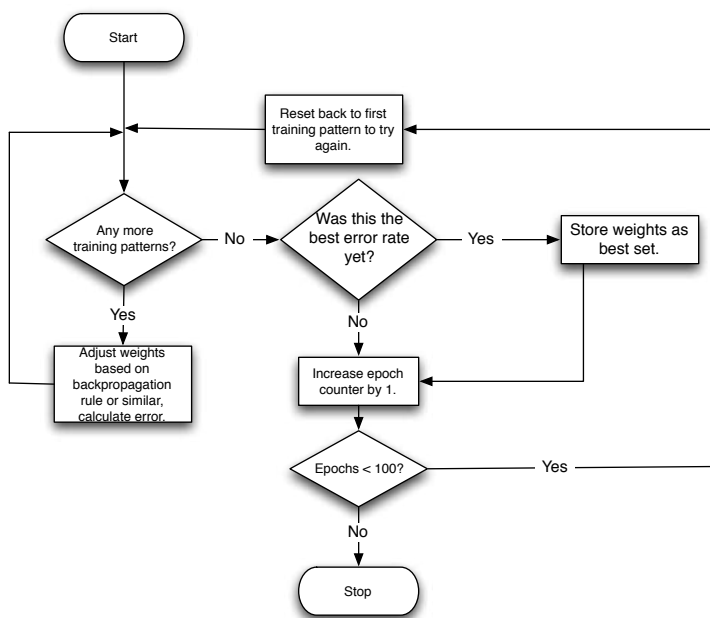 Start
Reset back to first
training pattern to try
again.
Any more
training patterns?
No
Was this the
best error rate
yet?
Yes
Store weights as
best set.
Yes
No
Adjust weights
based on
backpropagation
rule or similar,
calculate error.
Increase epoch
counter by 1.
Epochs < 100?
Yes
No
Stop